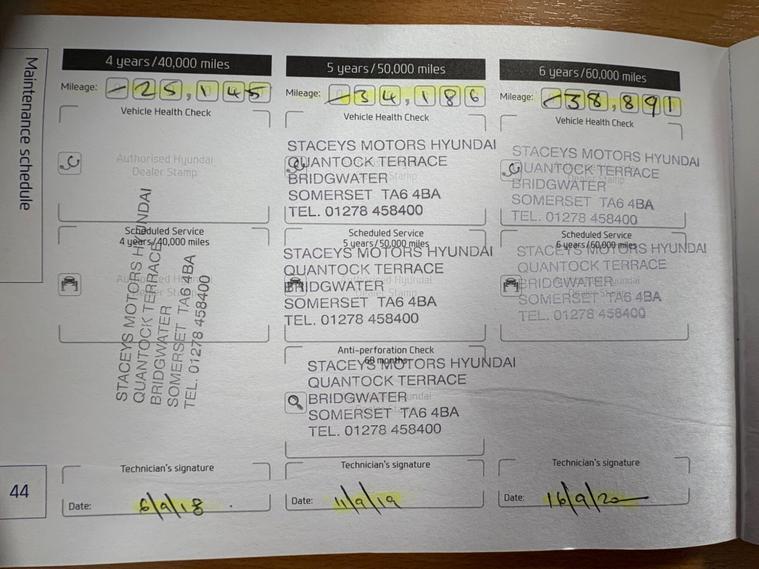 Maintenance schedule
4 years/40,000 miles
Mileage: -25,145
Vehicle Health Check
Authorised Hyundai
Dealer Stamp
Scheduled Service
4 years/40,000 miles
STACEYS MOTORS HYUNDAI
QUANTOCK TERRACE
BRIDGWATER
SOMERSET TA6 4BA
TEL. 01278 458400
Technician's signature
Date: 6/9/18
5 years/50,000 miles
Mileage: -34,186
Vehicle Health Check
STACEYS MOTORS HYUNDAI
QUANTOCK TERRACE
BRIDGWATER
SOMERSET TA6 4BA
TEL. 01278 458400
Scheduled Service
5 years/50,000 miles
STACEYS MOTORS HYUNDAI
QUANTOCK TERRACE
BRIDGWATER
SOMERSET TA6 4BA
TEL. 01278 458400
Anti-perforation Check
60 months
STACEYS MOTORS HYUNDAI
QUANTOCK TERRACE
BRIDGWATER
SOMERSET TA6 4BA
TEL. 01278 458400
Technician's signature
Date: 11/9/19
6 years/60,000 miles
Mileage: -38,891
Vehicle Health Check
STACEYS MOTORS HYUNDAI
QUANTOCK TERRACE
BRIDGWATER
SOMERSET TA6 4BA
TEL. 01278 458400
Scheduled Service
6 years/60,000 miles
STACEYS MOTORS HYUNDAI
QUANTOCK TERRACE
BRIDGWATER
SOMERSET TA6 4BA
TEL. 01278 458400
Technician's signature
Date: 16/9/20
44